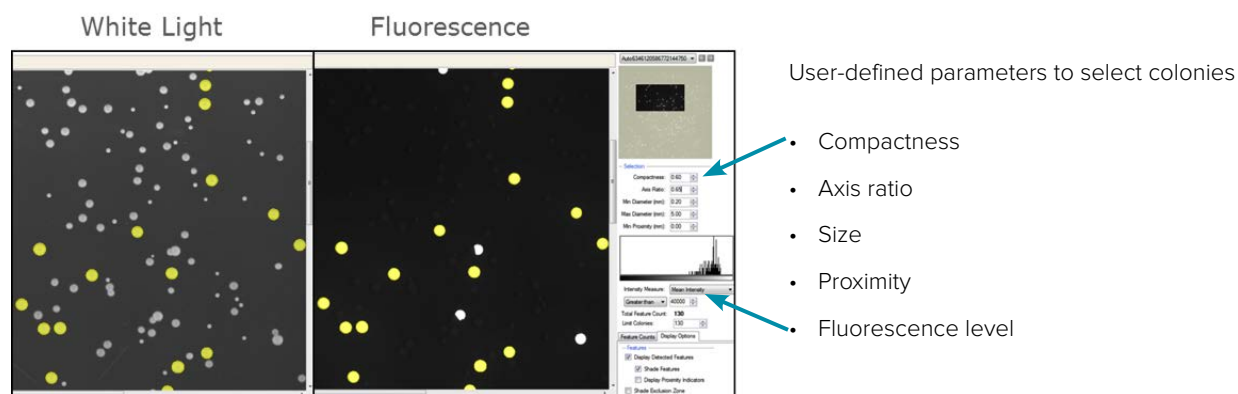 White Light
Fluorescence
Auto63461200586772144750...
User-defined parameters to select colonies
Selection
Compactness: 0.60
Axis Ratio: 0.65
Min Diameter (mm): 0.20
Max Diameter (mm): 5.00
Min Proximity (mm): 0.00
• Compactness
• Axis ratio
• Size
• Proximity
• Fluorescence level
Intensity Measure: Mean Intensity
Greater than ... 40000
Total Feature Count: 130
Limit Colonies: 130
Feature Counts Display Options
Features
Display Detected Features
Shade Features
Display Proximity Indicators
Shade Exclusion Zone